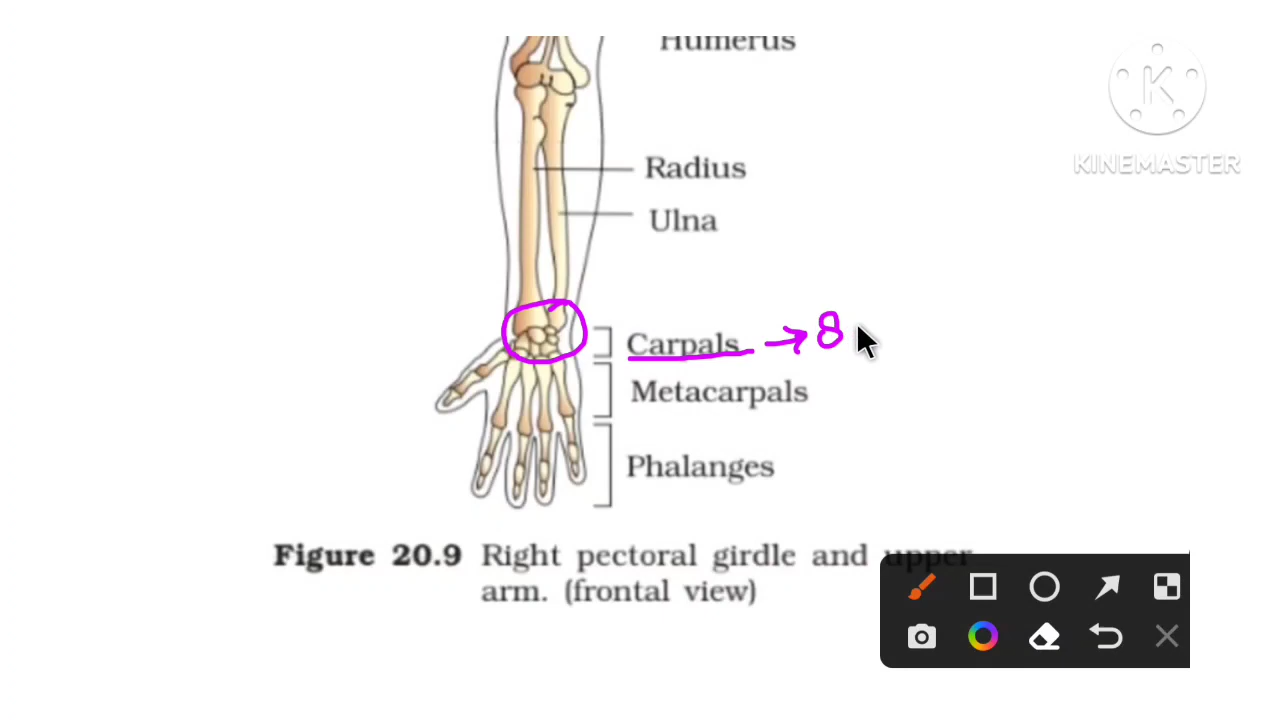 Humerus
KINEMASTER
Radius
Ulna
Carpals → 8
Metacarpals
Phalanges
Figure 20.9 Right pectoral girdle and upper
arm. (frontal view)